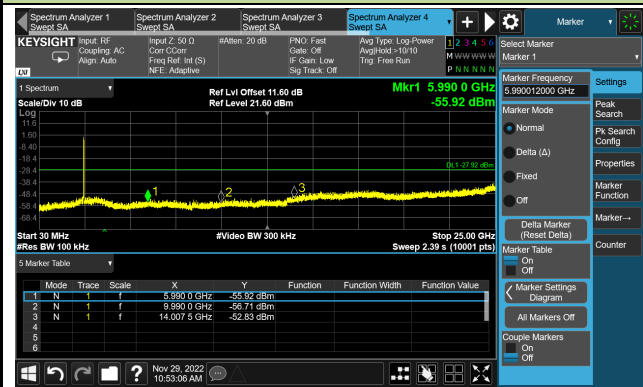 Spectrum Analyzer 1 Swept SA
Spectrum Analyzer 2 Swept SA
Spectrum Analyzer 3 Swept SA
Spectrum Analyzer 4 Swept SA
Marker
KEYSIGHT
LNI
Input: RF
Coupling: AC
Align: Auto
Input Z: 50 Ω
Corr CCorr
Freq Ref: Int (S)
NFE: Adaptive
#Atten: 20 dB
PNO: Fast
Gate: Off
IF Gain: Low
Sig Track: Off
Avg Type: Log-Power
Avg|Hold:>10/10
Trig: Free Run
1 2 3 4 5 6
M W W W W W
P N N N N N
Select Marker
Marker 1
1 Spectrum
Scale/Div 10 dB
Ref Lvl Offset 11.60 dB
Ref Level 21.60 dBm
Mkr1 5.990 0 GHz
-55.92 dBm
Log
11.6
1.60
-8.40
-18.4
-28.4
-38.4
-48.4
-58.4
-68.4
DL1 -27.92 dBm
1
2
3
Start 30 MHz
#Video BW 300 kHz
Stop 25.00 GHz
#Res BW 100 kHz
Sweep 2.39 s (10001 pts)
5 Marker Table
Mode Trace Scale X Y Function Function Width Function Value
1 N 1 f 5.990 0 GHz -55.92 dBm
2 N 1 f 9.990 0 GHz -56.71 dBm
3 N 1 f 14.007 5 GHz -52.83 dBm
4
5
6
Nov 29, 2022
10:53:06 AM
Marker Frequency
5.990012000 GHz
Marker Mode
Normal
Delta (Δ)
Fixed
Off
Delta Marker
(Reset Delta)
Marker Table
On
Off
Marker Settings
Diagram
All Markers Off
Couple Markers
On
Off
Settings
Peak
Search
Pk Search
Config
Properties
Marker
Function
Marker→
Counter